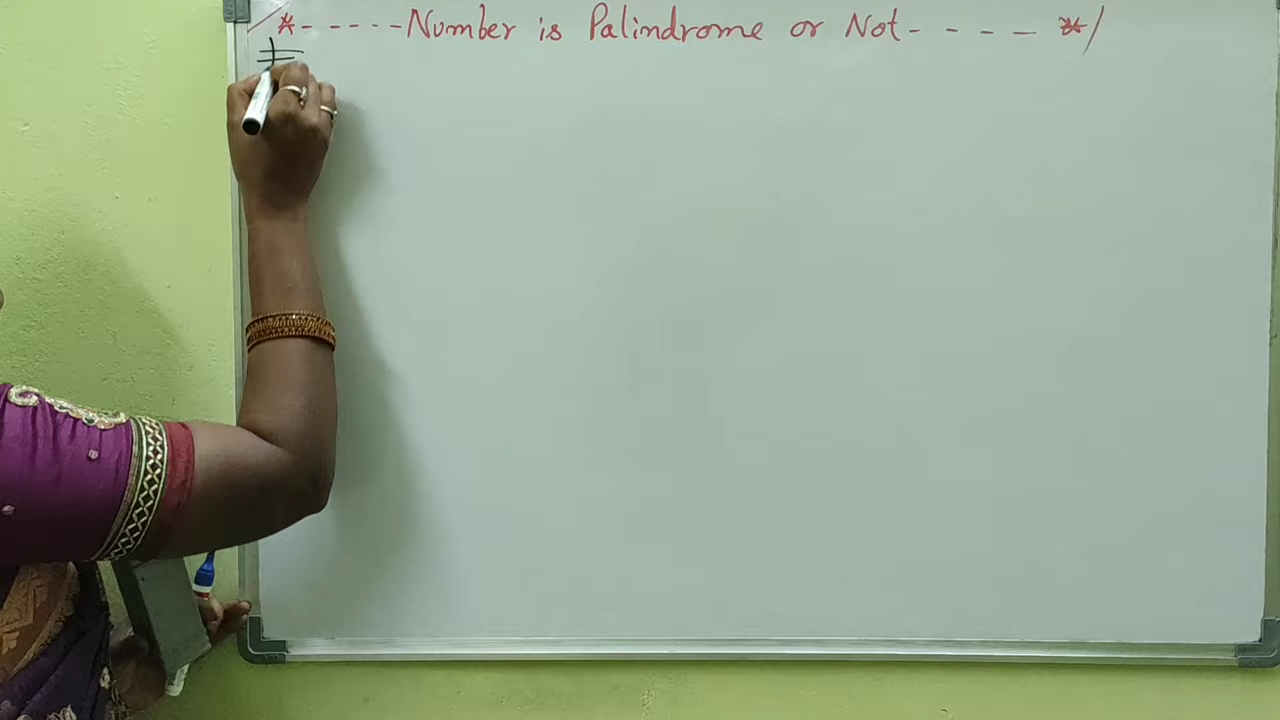 /*-----Number is Palindrome or Not- - - - */
#